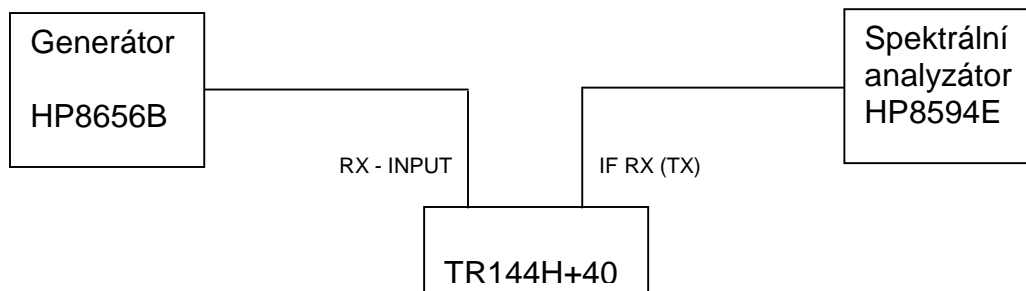 Generátor
HP8656B
Spektrální
analyzátor
HP8594E
RX - INPUT
IF RX (TX)
TR144H+40